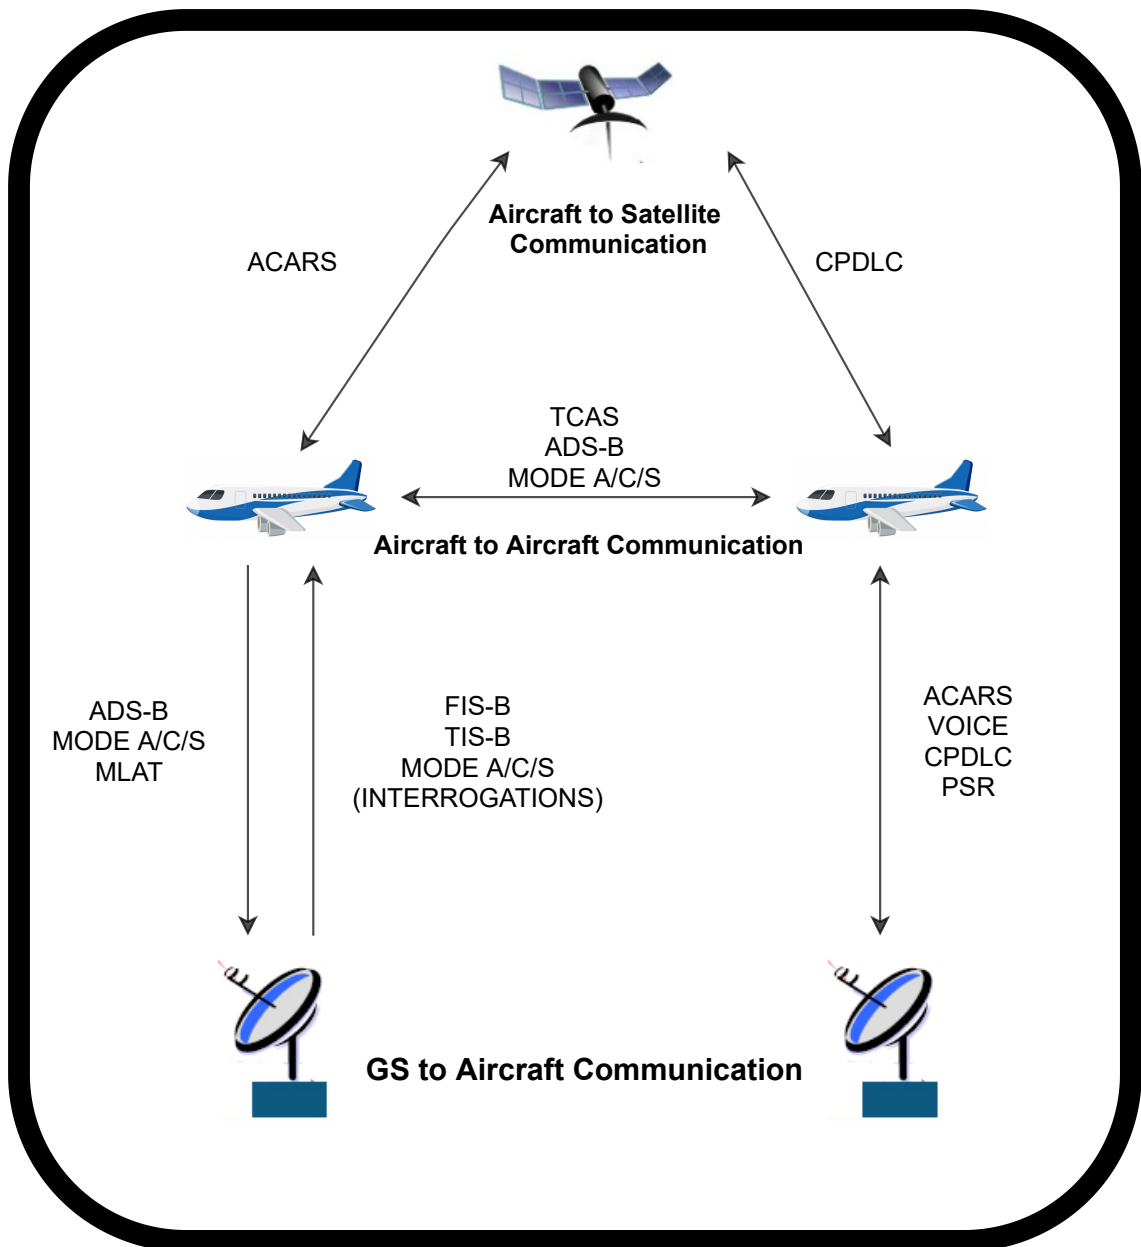 Aircraft to Satellite
Communication
ACARS
CPDLC
TCAS
ADS-B
MODE A/C/S
Aircraft to Aircraft Communication
ADS-B
MODE A/C/S
MLAT
FIS-B
TIS-B
MODE A/C/S
(INTERROGATIONS)
ACARS
VOICE
CPDLC
PSR
GS to Aircraft Communication